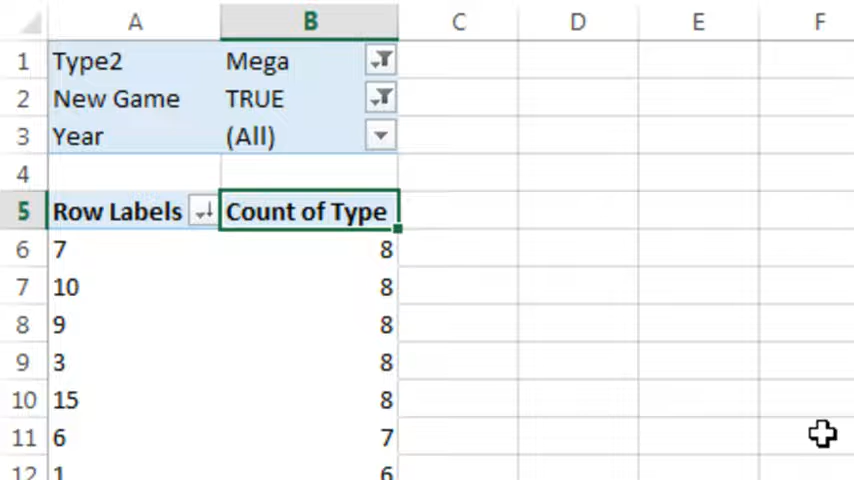 A B C D E F
1 Type2 Mega
2 New Game TRUE
3 Year (All)
4
5 Row Labels Count of Type
6 7 8
7 10 8
8 9 8
9 3 8
10 15 8
11 6 7
12 1 6